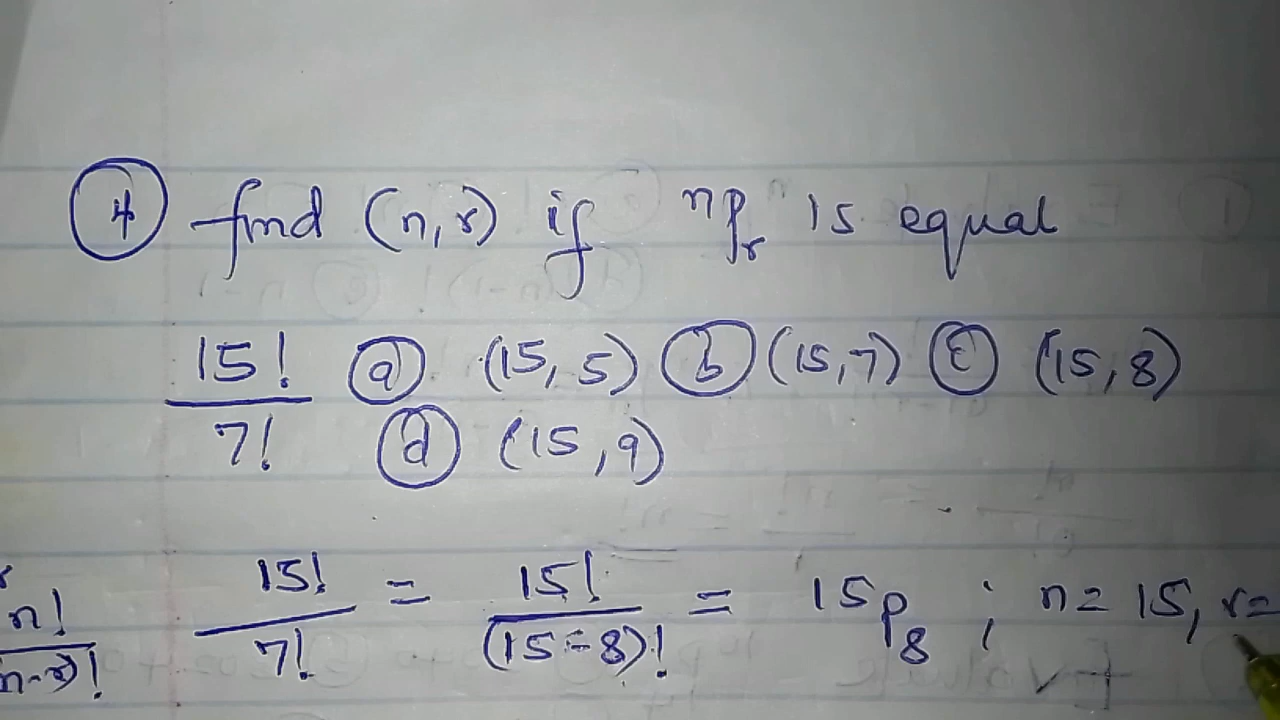 4 find (n,r) if nPr is equal
15! a (15,5) b (15,7) c (15,8)
7! d (15,9)
n! 15! = 15! = 15P8 ; n=15, r=
(n-r)! 7! (15-8)!